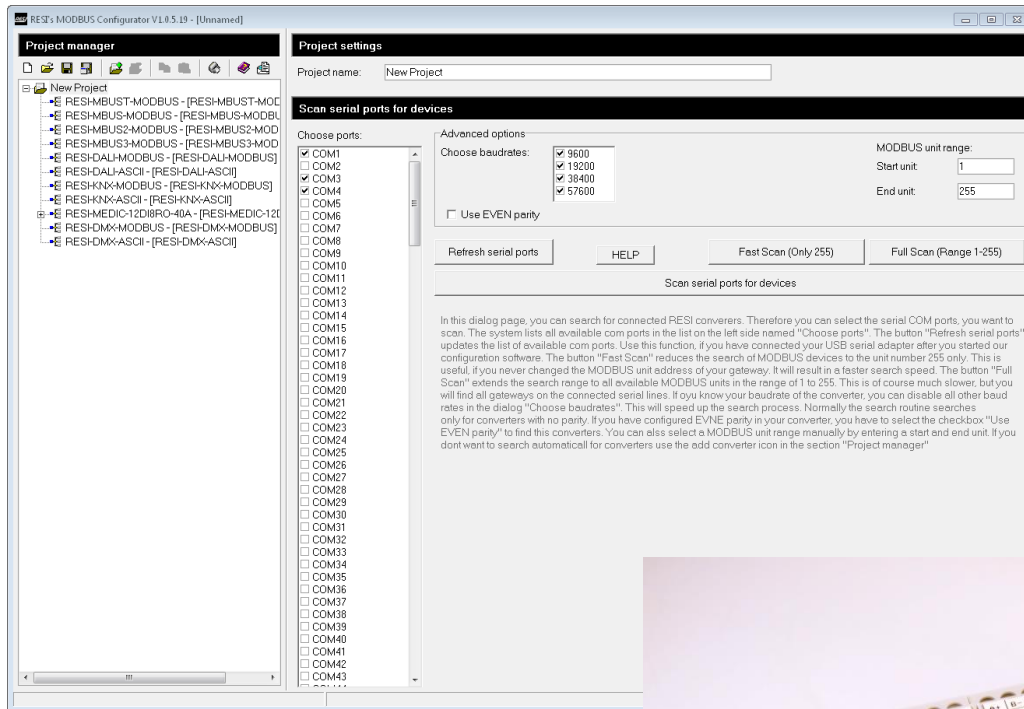 RESI RESI's MODBUS Configurator V1.0.5.19 - [Unnamed]
Project manager
New Project
RESI-MBUST-MODBUS - [RESI-MBUST-MOD
RESI-MBUS-MODBUS - [RESI-MBUS-MODBU
RESI-MBUS2-MODBUS - [RESI-MBUS2-MOD
RESI-MBUS3-MODBUS - [RESI-MBUS3-MOD
RESI-DALI-MODBUS - [RESI-DALI-MODBUS]
RESI-DALI-ASCII - [RESI-DALI-ASCII]
RESI-KNX-MODBUS - [RESI-KNX-MODBUS]
RESI-KNX-ASCII - [RESI-KNX-ASCII]
RESI-MEDIC-12DI8RO-40A - [RESI-MEDIC-12D
RESI-DMX-MODBUS - [RESI-DMX-MODBUS]
RESI-DMX-ASCII - [RESI-DMX-ASCII]
Project settings
Project name: New Project
Scan serial ports for devices
Choose ports:
COM1
COM2
COM3
COM4
COM5
COM6
COM7
COM8
COM9
COM10
COM11
COM12
COM13
COM14
COM15
COM16
COM17
COM18
COM19
COM20
COM21
COM22
COM23
COM24
COM25
COM26
COM27
COM28
COM29
COM30
COM31
COM32
COM33
COM34
COM35
COM36
COM37
COM38
COM39
COM40
COM41
COM42
COM43
Advanced options
Choose baudrates:
9600
19200
38400
57600
Use EVEN parity
MODBUS unit range:
Start unit: 1
End unit: 255
Refresh serial ports
HELP
Fast Scan (Only 255)
Full Scan (Range 1-255)
Scan serial ports for devices
In this dialog page, you can search for connected RESI converers. Therefore you can select the serial COM ports, you want to
scan. The system lists all available com ports in the list on the left side named "Choose ports". The button "Refresh serial ports"
updates the list of available com ports. Use this function, if you have connected your USB serial adapter after you started our
configuration software. The button "Fast Scan" reduces the search of MODBUS devices to the unit number 255 only. This is
useful, if you never changed the MODBUS unit address of your gateway. It will result in a faster search speed. The button "Full
Scan" extends the search range to all available MODBUS units in the range of 1 to 255. This is of course much slower, but you
will find all gateways on the connected serial lines. If oyu know your baudrate of the converter, you can disable all other baud
rates in the dialog "Choose baudrates". This will speed up the search process. Normally the search routine searches
only for converters with no parity. If you have configured EVNE parity in your converter, you have to select the checkbox "Use
EVEN parity" to find this converters. You can alss select a MODBUS unit range manually by entering a start and end unit. If you
dont want to search automaticall for converters use the add converter icon in the section "Project manager"